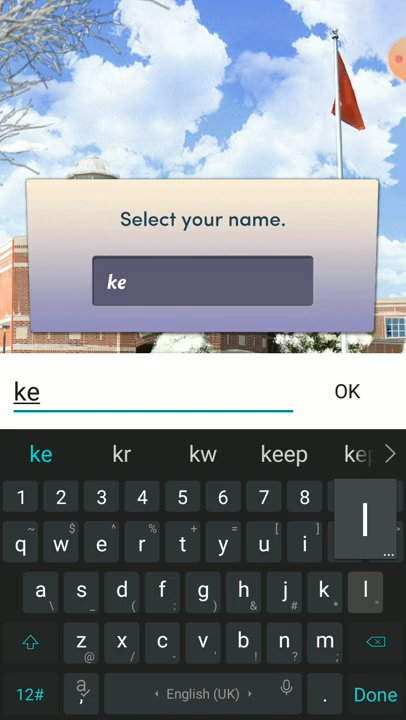 Select your name.
ke
ke OK
ke kr kw keep kep
1 2 3 4 5 6 7 8
~ $ ^ % + = [ ]
q w e r t y u i l ...
a s d f g h j k l
\ _ ( : ) & # * "
z x c v b n m
@ / - ' ! ? ;
12# a , English (UK) . Done